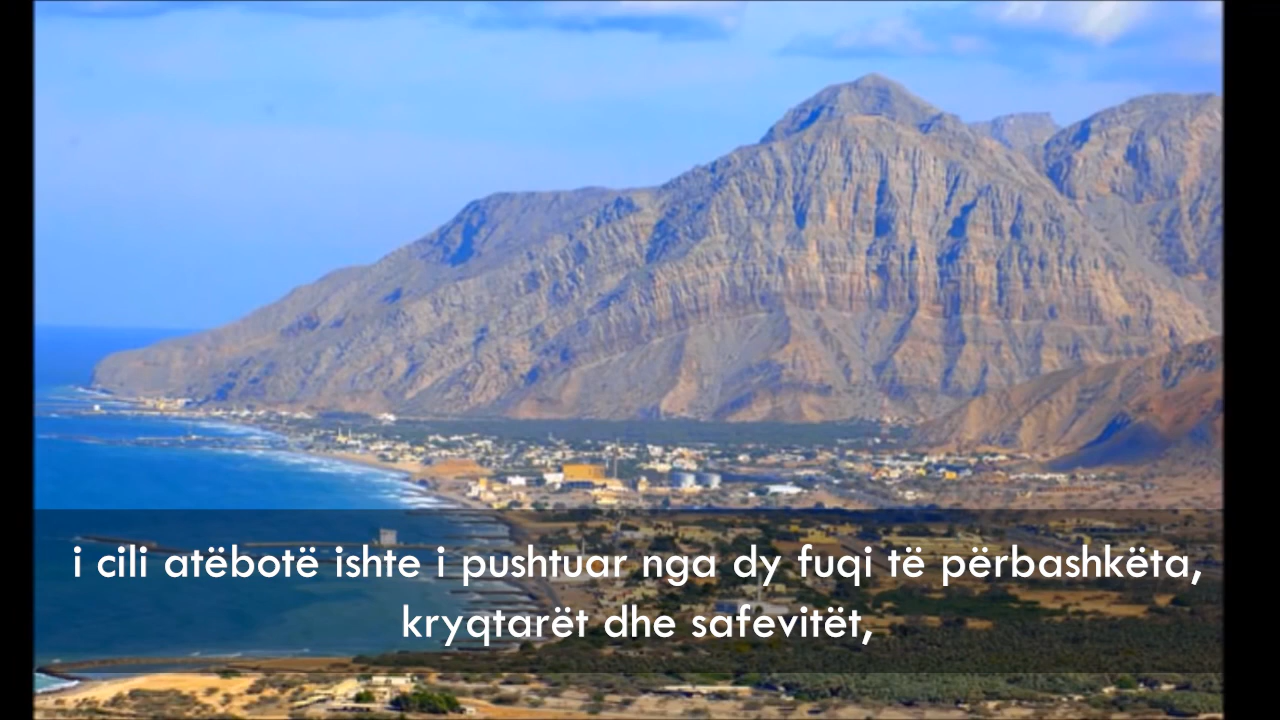 i cili atëbotë ishte i pushtuar nga dy fuqi të përbashkëta,
kryqtarët dhe safevitët,